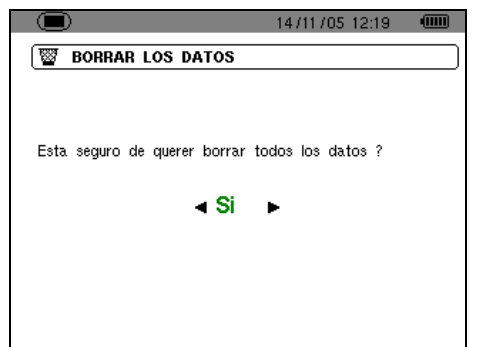 14/11/05 12:19
BORRAR LOS DATOS
Esta seguro de querer borrar todos los datos ?
Si